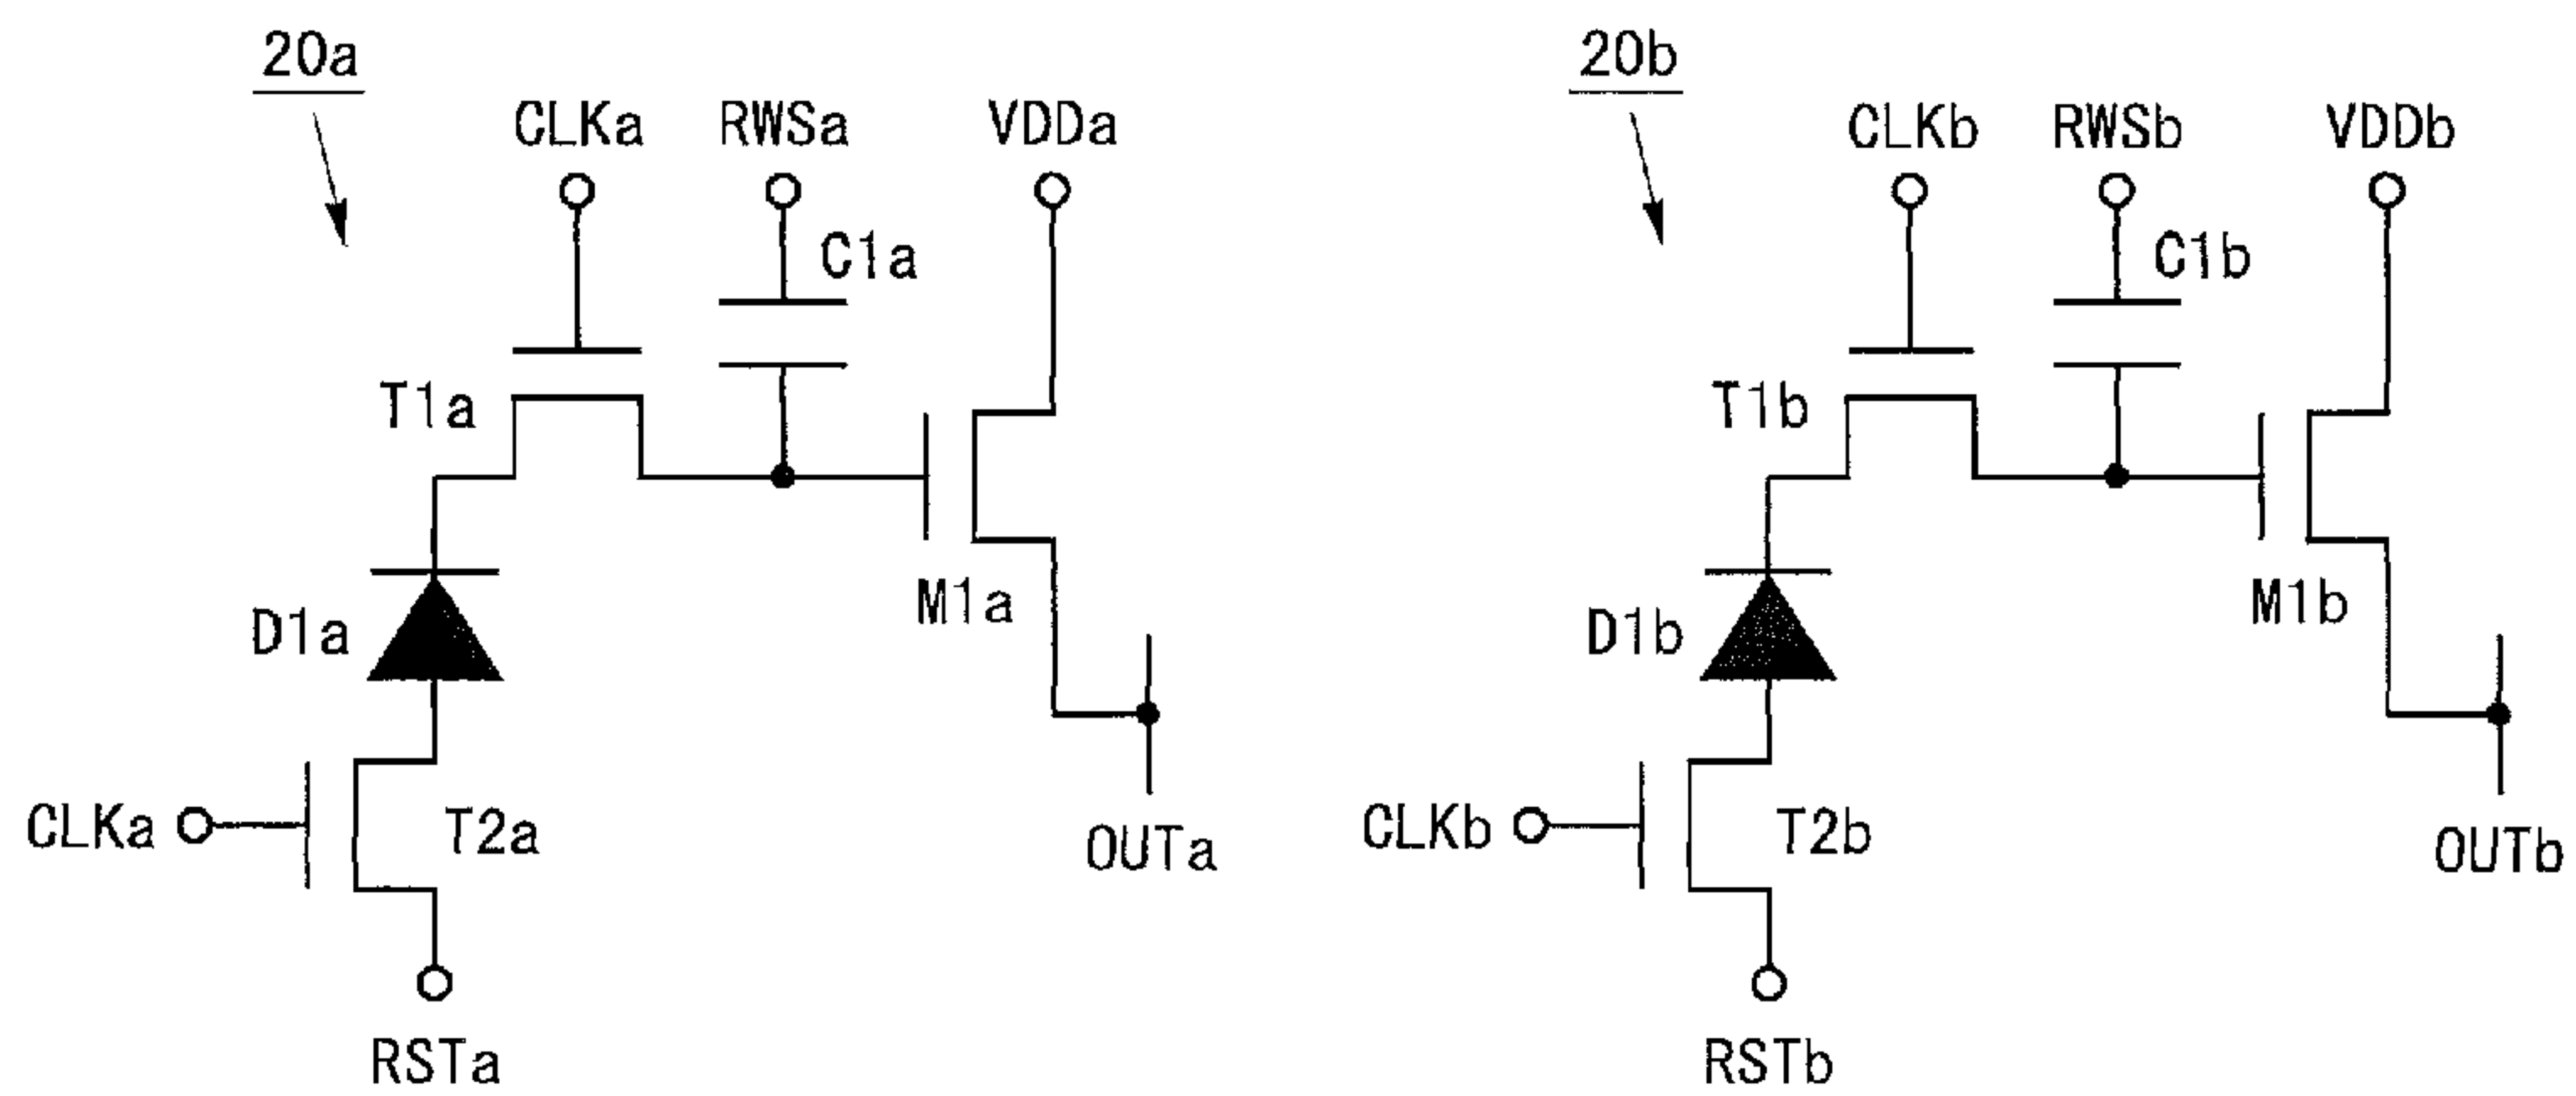 20a
CLKa RWSa VDDa
C1a
T1a
D1a
M1a
CLKa
T2a
OUTa
RSTa
20b
CLKb RWSb VDDb
C1b
T1b
D1b
M1b
CLKb
T2b
OUTb
RSTb